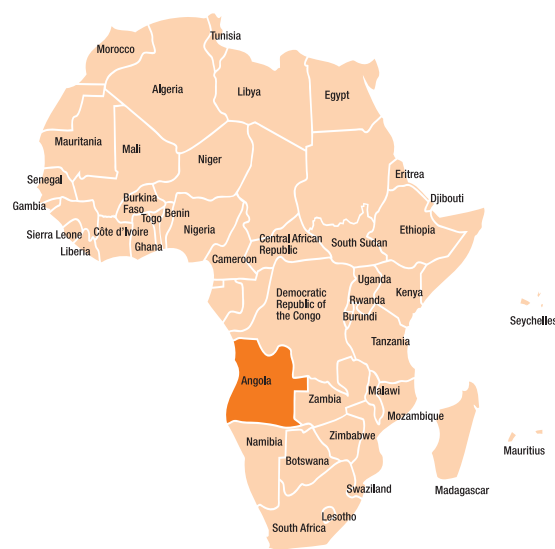 Tunisia
Morocco
Algeria
Libya
Egypt
Mauritania
Mali
Niger
Eritrea
Senegal
Djibouti
Gambia
Burkina
Faso
Togo
Benin
Nigeria
Sierra Leone
Côte d'Ivoire
Ghana
Liberia
Central African
Republic
South Sudan
Ethiopia
Cameroon
Uganda
Kenya
Rwanda
Burundi
Democratic
Republic of
the Congo
Seychelles
Tanzania
Angola
Zambia
Malawi
Mozambique
Namibia
Zimbabwe
Mauritius
Botswana
Swaziland
Madagascar
Lesotho
South Africa